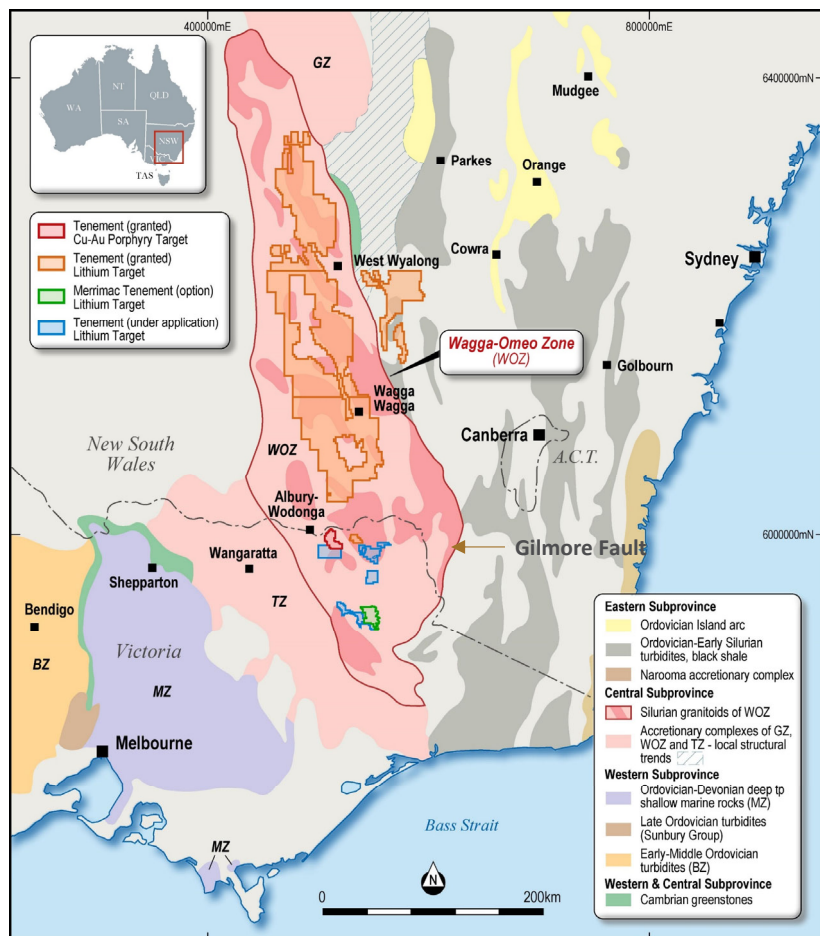 400000mE
800000mE
6400000mN
GZ
Mudgee
NT
QLD
WA
SA
NSW
TAS
Parkes
Orange
Tenement (granted)
Cu-Au Porphyry Target
Tenement (granted)
Lithium Target
Merrimac Tenement (option)
Lithium Target
Tenement (under application)
Lithium Target
West Wyalong
Cowra
Sydney
Wagga-Omeo Zone
(WOZ)
Golbourn
Wagga
Wagga
Canberra
A.C.T.
New South
Wales
WOZ
Albury-
Wodonga
6000000mN
Gilmore Fault
Wangaratta
Shepparton
TZ
Bendigo
BZ
Victoria
MZ
Melbourne
Bass Strait
MZ
N
0
200km
Eastern Subprovince
Ordovician Island arc
Ordovician-Early Silurian
turbidites, black shale
Narooma accretionary complex
Central Subprovince
Silurian granitoids of WOZ
Accretionary complexes of GZ,
WOZ and TZ - local structural
trends
Western Subprovince
Ordovician-Devonian deep tp
shallow marine rocks (MZ)
Late Ordovician turbidites
(Sunbury Group)
Early-Middle Ordovician
turbidites (BZ)
Western & Central Subprovince
Cambrian greenstones